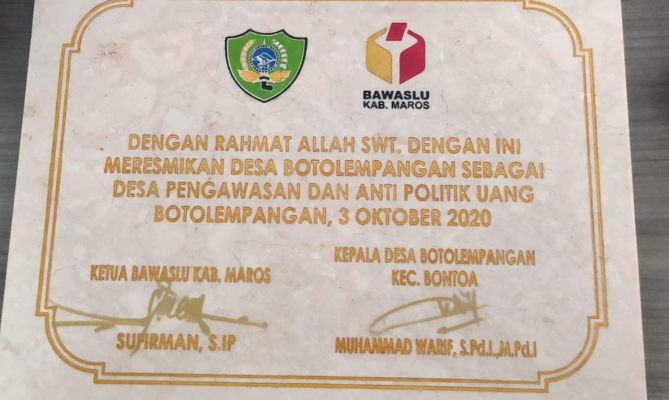 BAWASLU
KAB. MAROS
DENGAN RAHMAT ALLAH SWT. DENGAN INI
MERESMIKAN DESA BOTOLEMPANGAN SEBAGAI
DESA PENGAWASAN DAN ANTI POLITIK UANG
BOTOLEMPANGAN, 3 OKTOBER 2020
KETUA BAWASLU KAB. MAROS
SUFIRMAN, S.IP
KEPALA DESA BOTOLEMPANGAN
KEC. BONTOA
MUHAMMAD WARIF, S.Pd.I.,M.Pd.I